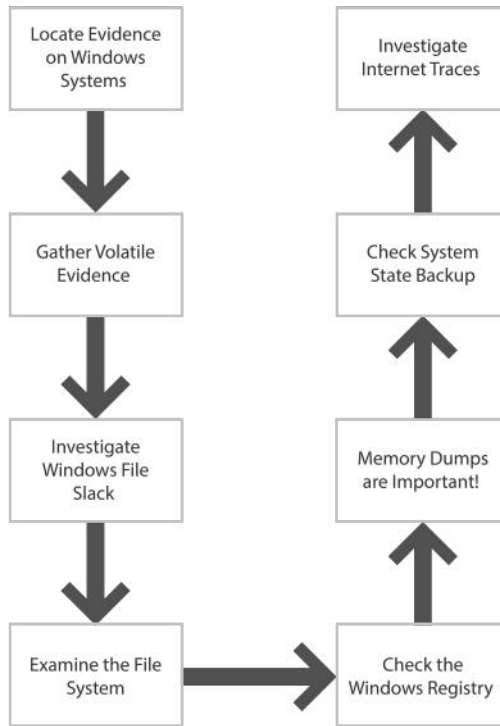 Locate Evidence
on Windows
Systems
Gather Volatile
Evidence
Investigate
Windows File
Slack
Examine the File
System
Check the
Windows Registry
Memory Dumps
are Important!
Check System
State Backup
Investigate
Internet Traces